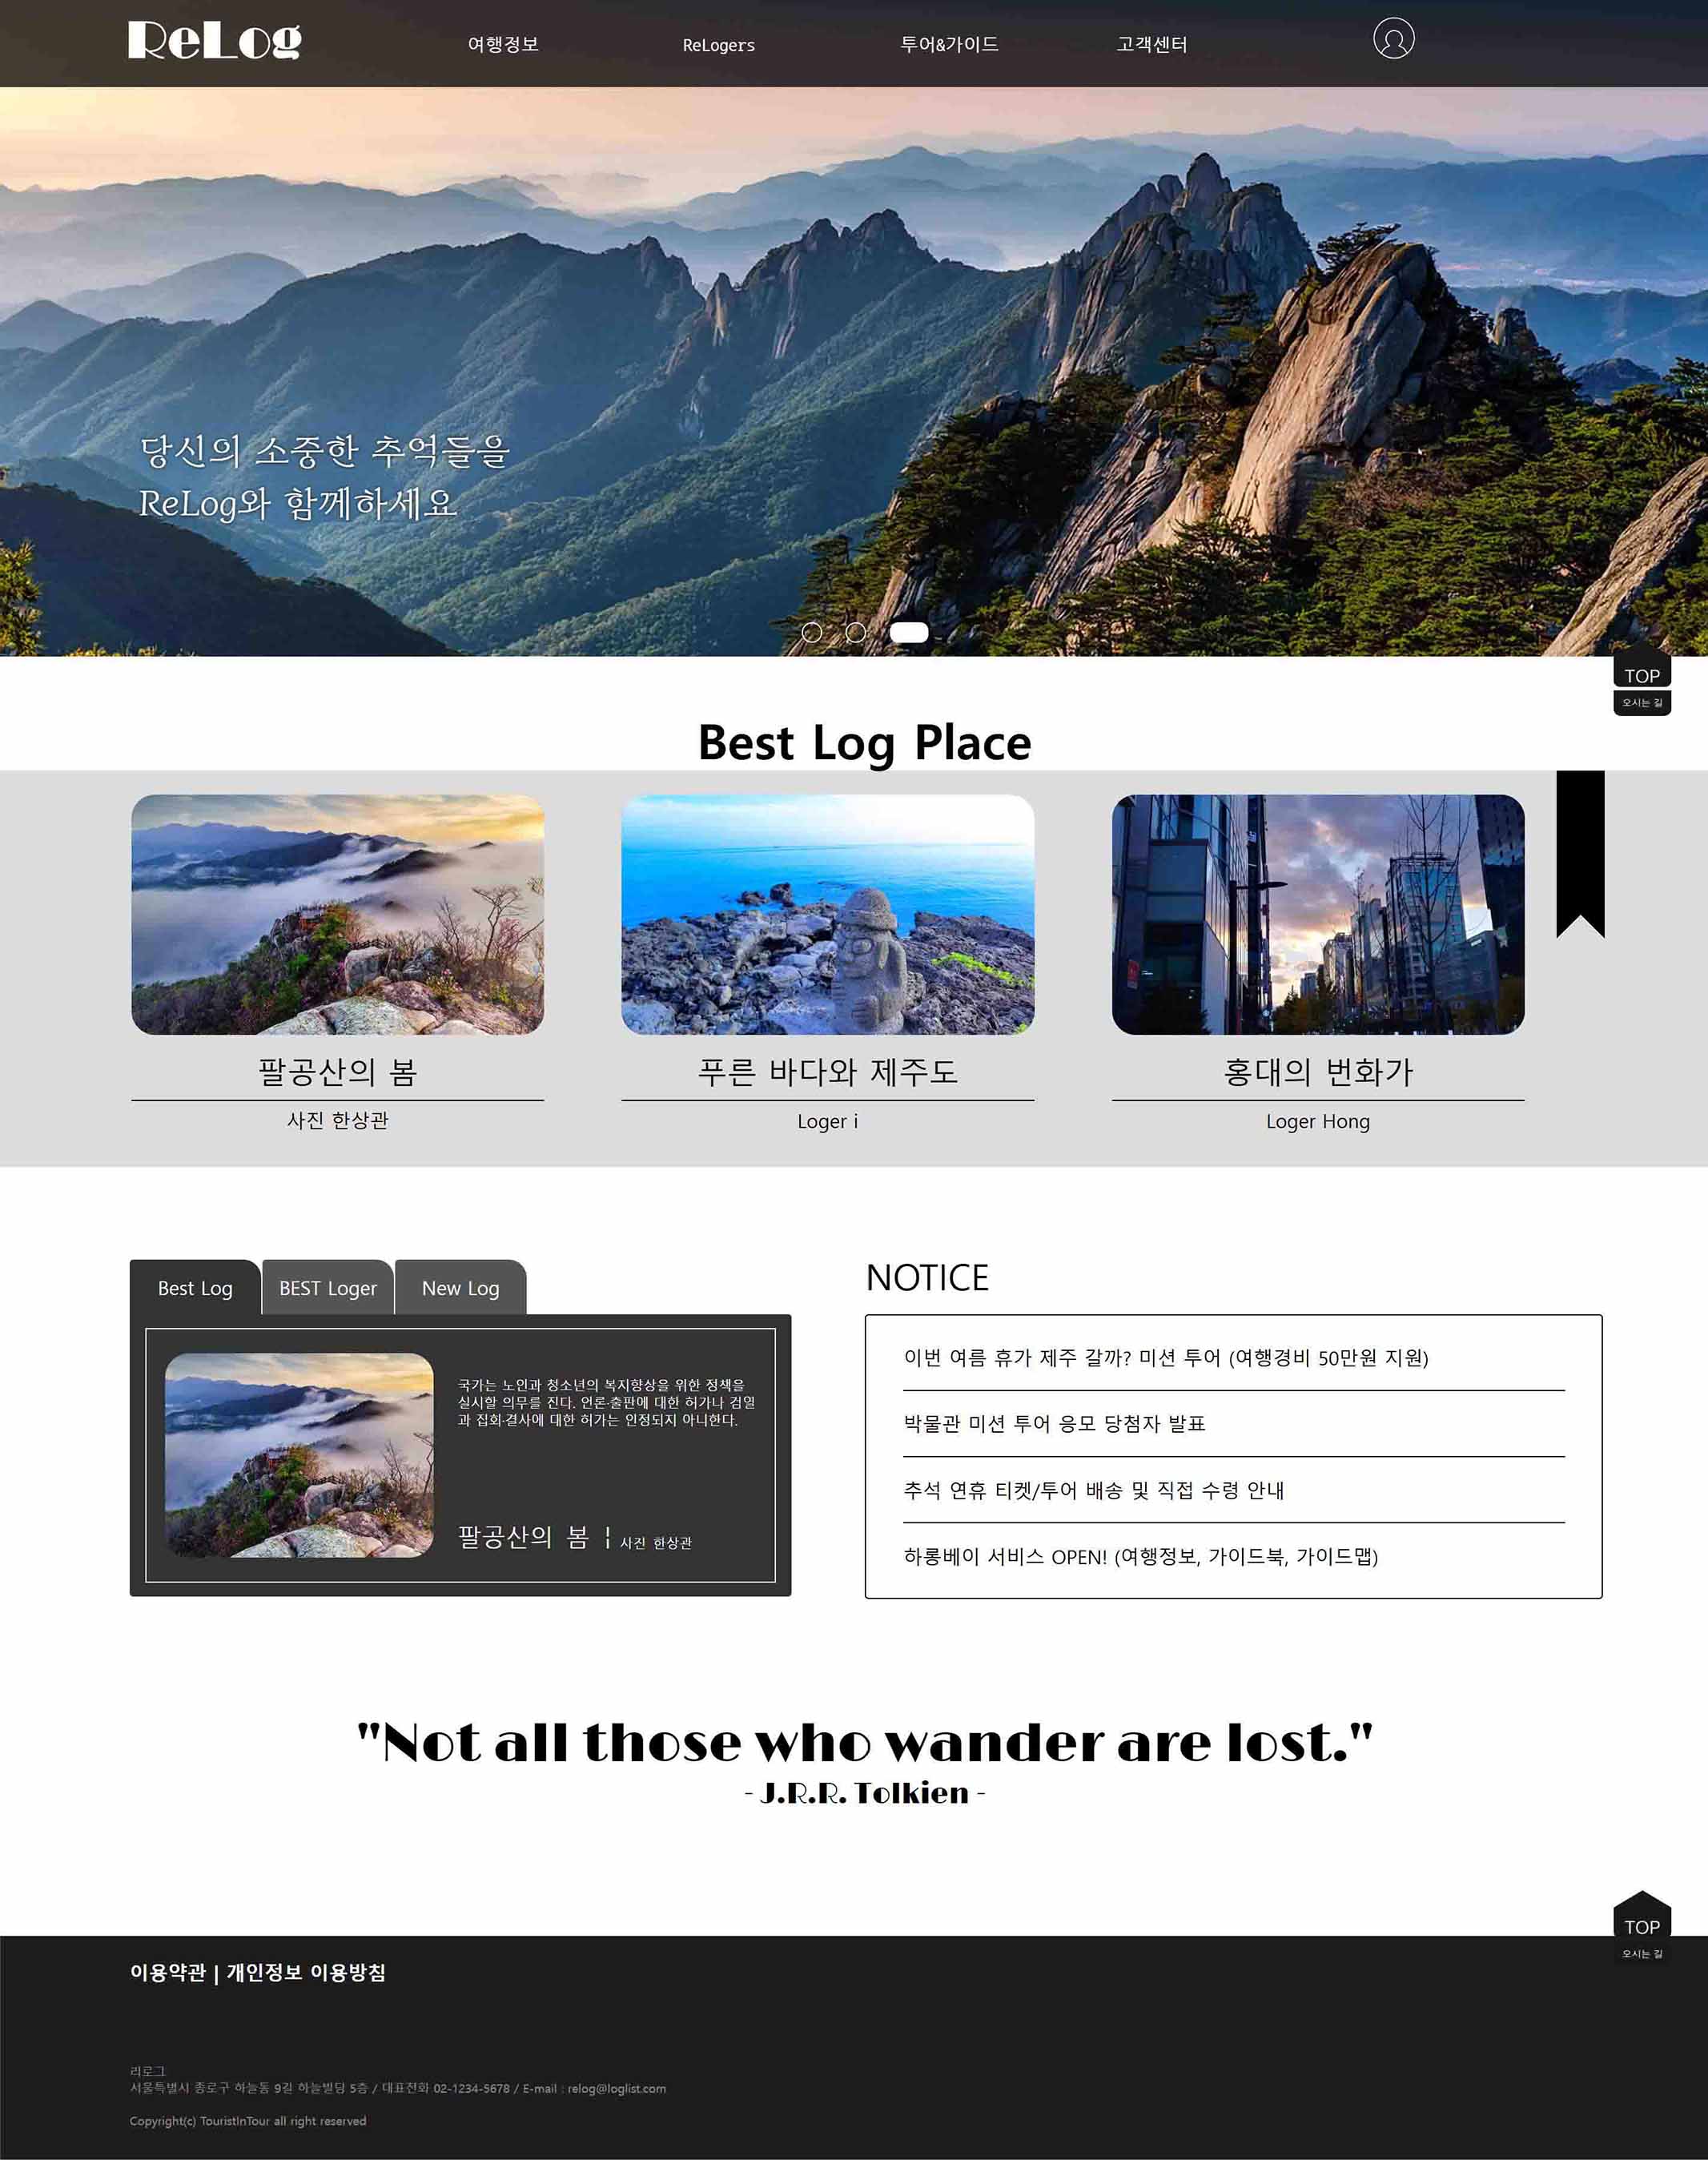 ReLog
여행정보
ReLogers
투어&가이드
고객센터
당신의 소중한 추억들을
ReLog와 함께하세요
TOP
오시는 길
Best Log Place
팔공산의 봄
사진 한상관
푸른 바다와 제주도
Loger i
홍대의 번화가
Loger Hong
Best Log
BEST Loger
New Log
국가는 노인과 청소년의 복지향상을 위한 정책을
실시할 의무를 진다. 언론·출판에 대한 허가나 검열
과 집회·결사에 대한 허가는 인정되지 아니한다.
팔공산의 봄 ¦ 사진 한상관
NOTICE
이번 여름 휴가 제주 갈까? 미션 투어 (여행경비 50만원 지원)
박물관 미션 투어 응모 당첨자 발표
추석 연휴 티켓/투어 배송 및 직접 수령 안내
하롱베이 서비스 OPEN! (여행정보, 가이드북, 가이드맵)
"Not all those who wander are lost."
- J.R.R. Tolkien -
TOP
오시는 길
이용약관 | 개인정보 이용방침
리로그
서울특별시 종로구 하늘동 9길 하늘빌딩 5층 / 대표전화 02-1234-5678 / E-mail : relog@loglist.com
Copyright(c) TouristInTour all right reserved